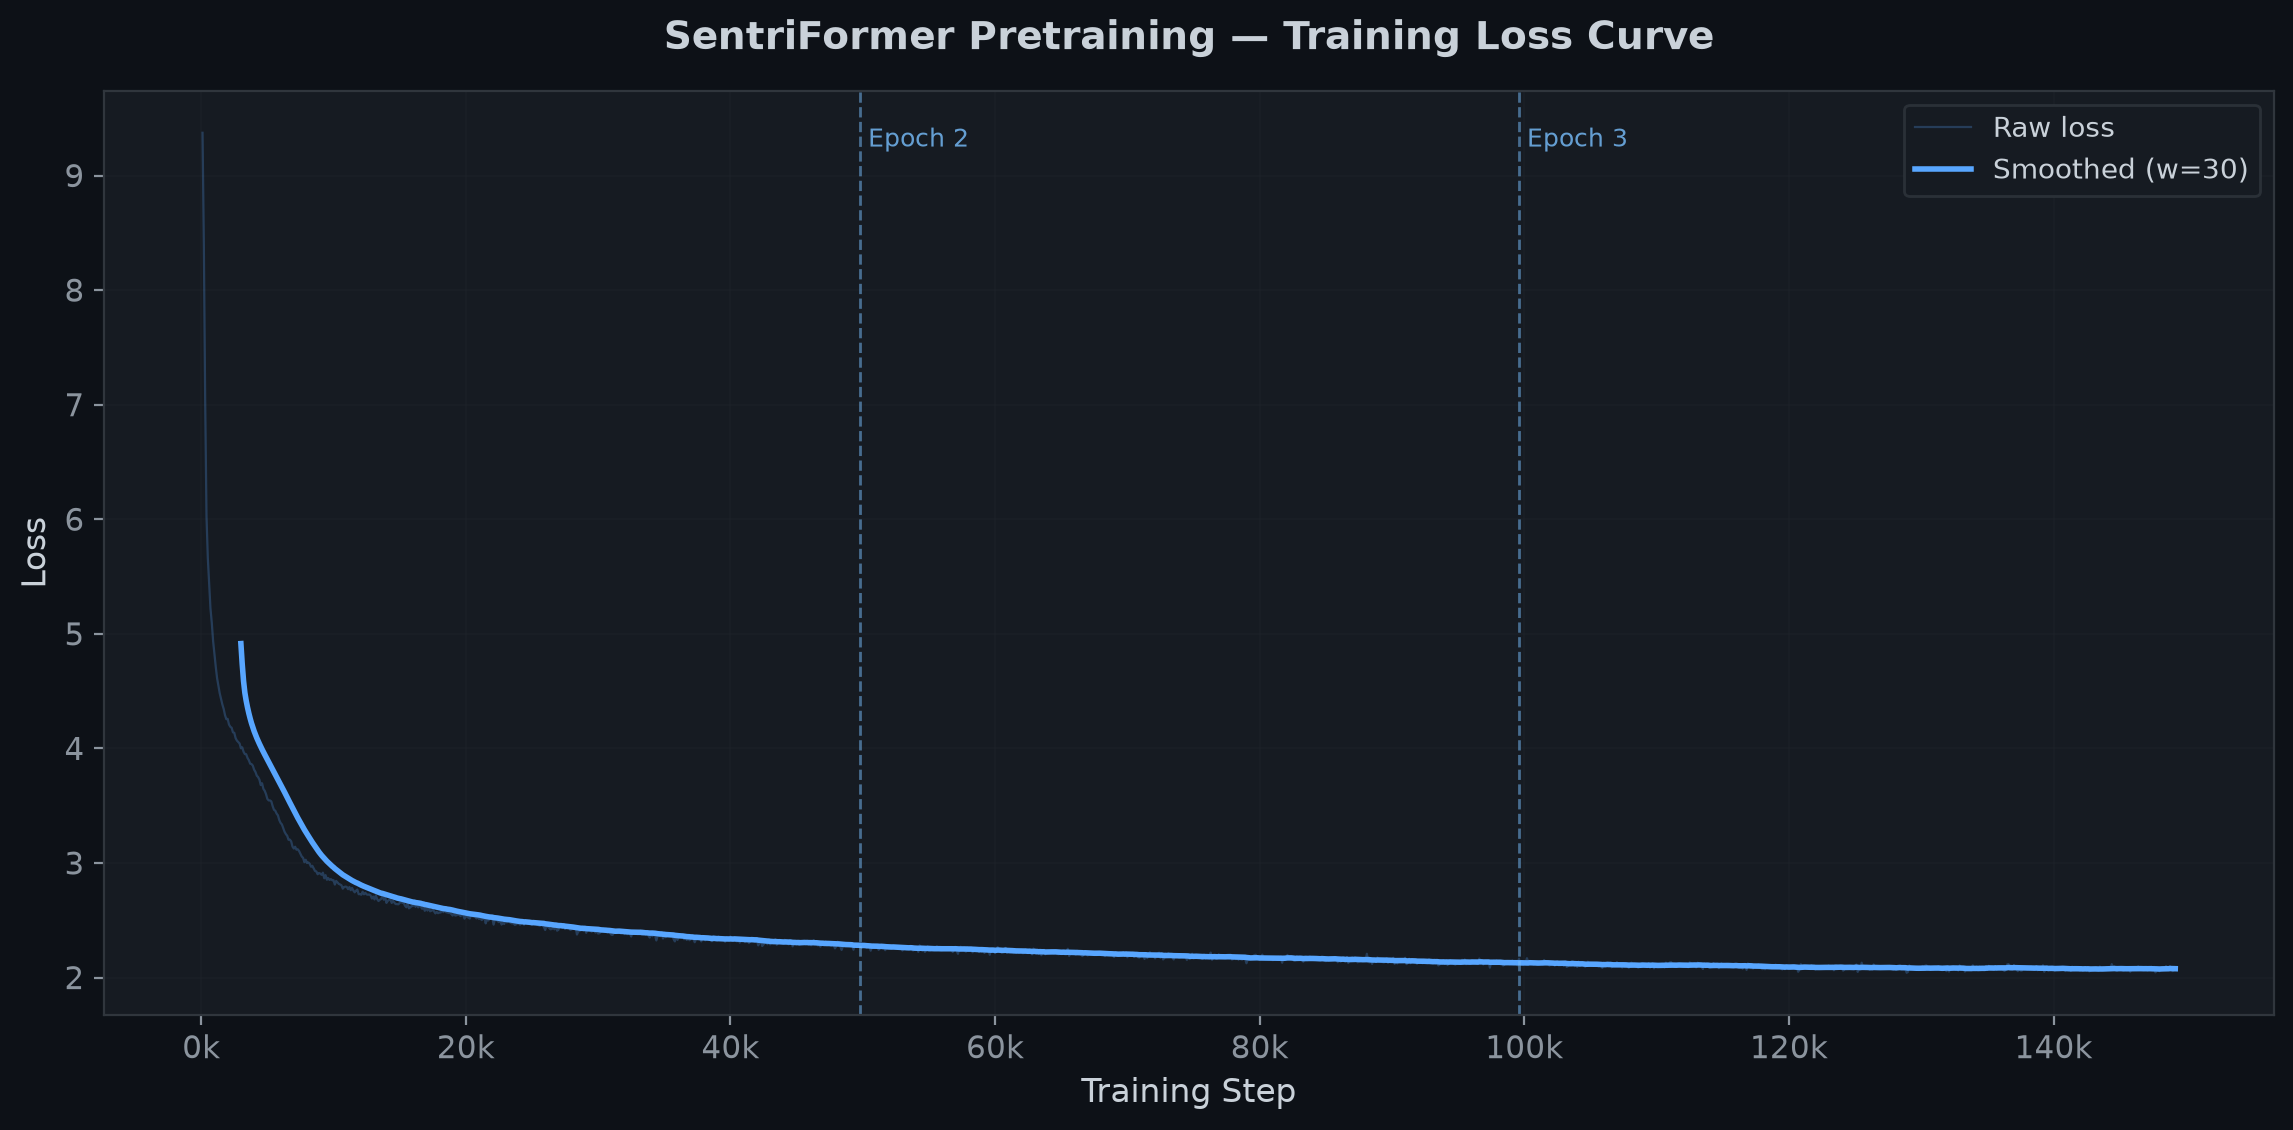 SentriFormer Pretraining — Training Loss Curve
Epoch 2
Epoch 3
Raw loss
Smoothed (w=30)
9
8
7
6
5
4
3
2
Loss
0k
20k
40k
60k
80k
100k
120k
140k
Training Step